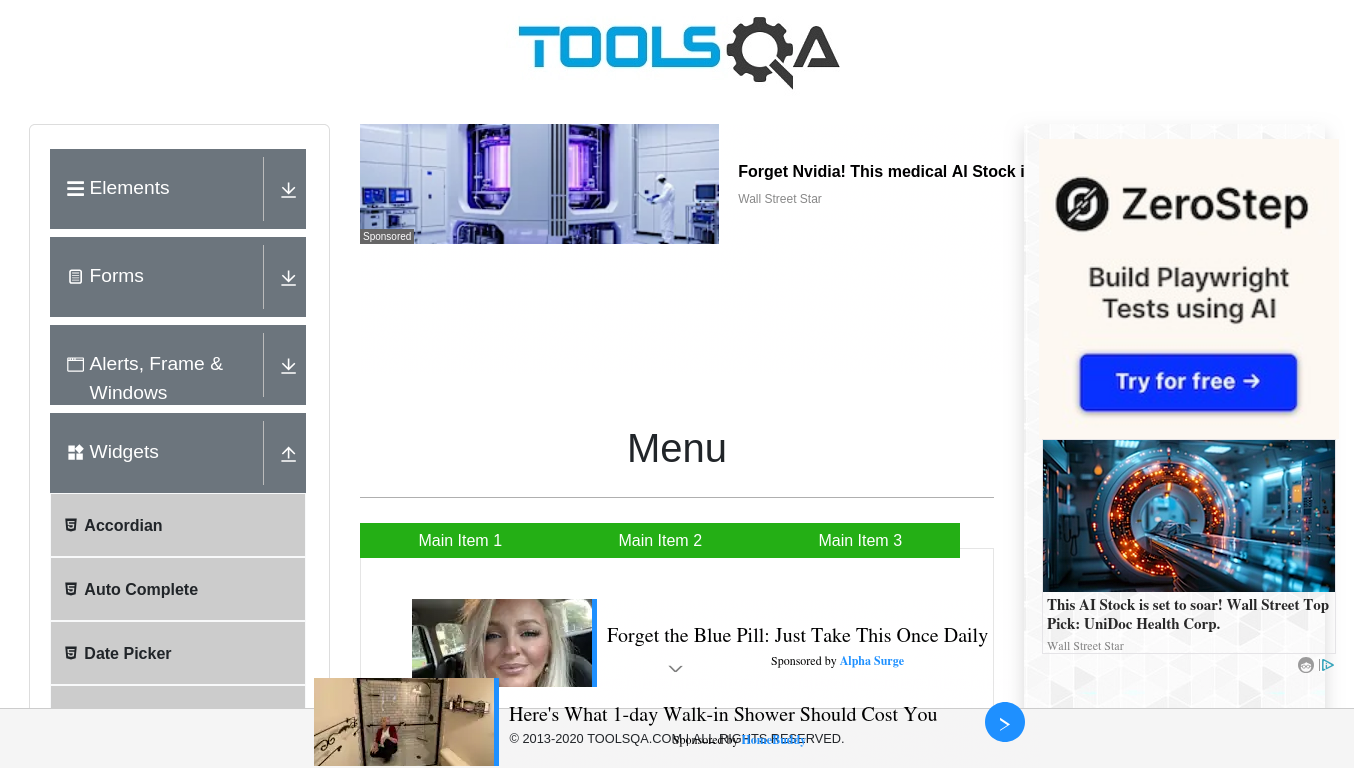 TOOLSQA
Elements
Forms
Alerts, Frame &
Windows
Widgets
Accordian
Auto Complete
Date Picker
Sponsored
Forget Nvidia! This medical AI Stock i
Wall Street Star
Menu
Main Item 1
Main Item 2
Main Item 3
Forget the Blue Pill: Just Take This Once Daily
Sponsored by Alpha Surge
Here's What 1-day Walk-in Shower Should Cost You
Sponsored by HomeBuddy
© 2013-2020 TOOLSQA.COM | ALL RIGHTS RESERVED.
ZeroStep
Build Playwright
Tests using AI
Try for free →
This AI Stock is set to soar! Wall Street Top
Pick: UniDoc Health Corp.
Wall Street Star